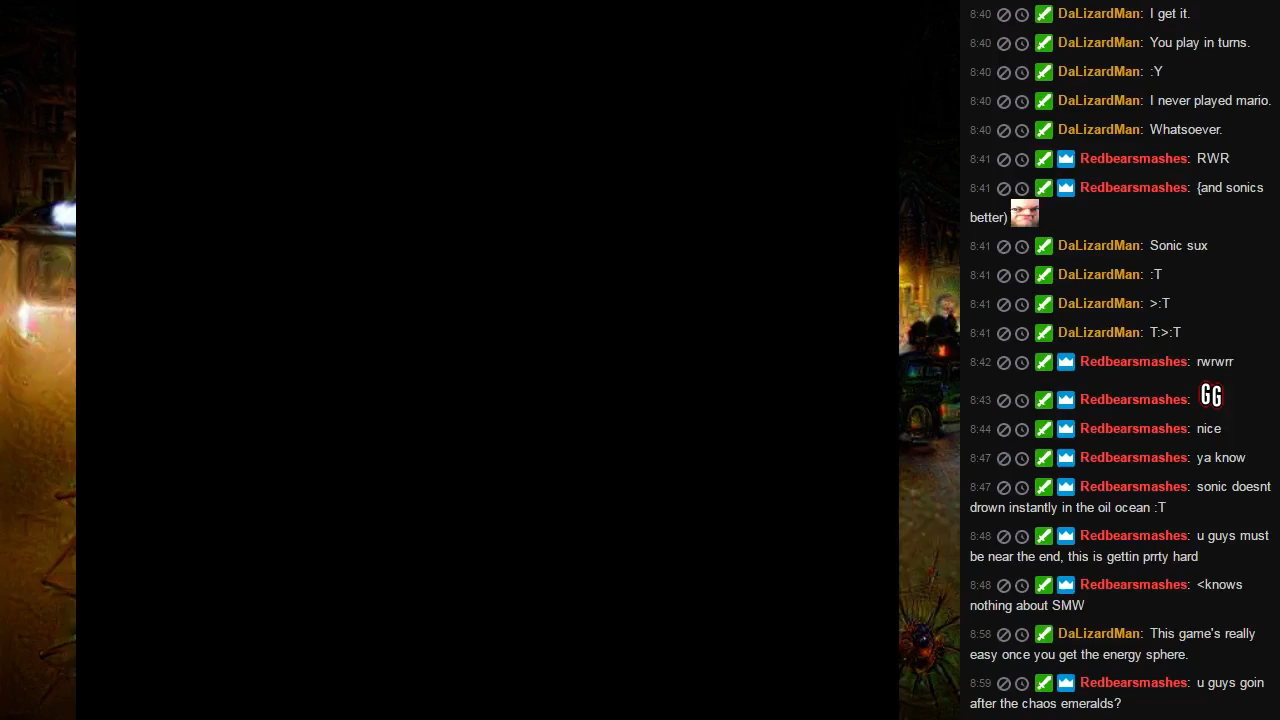 8:40 DaLizardMan: I get it.
8:40 DaLizardMan: You play in turns.
8:40 DaLizardMan: :Y
8:40 DaLizardMan: I never played mario.
8:40 DaLizardMan: Whatsoever.
8:41 Redbearsmashes: RWR
8:41 Redbearsmashes: {and sonics
better)
8:41 DaLizardMan: Sonic sux
8:41 DaLizardMan: :T
8:41 DaLizardMan: >:T
8:41 DaLizardMan: T:>:T
8:42 Redbearsmashes: rwrwrr
8:43 Redbearsmashes: GG
8:44 Redbearsmashes: nice
8:47 Redbearsmashes: ya know
8:47 Redbearsmashes: sonic doesnt
drown instantly in the oil ocean :T
8:48 Redbearsmashes: u guys must
be near the end, this is gettin prrty hard
8:48 Redbearsmashes: <knows
nothing about SMW
8:58 DaLizardMan: This game's really
easy once you get the energy sphere.
8:59 Redbearsmashes: u guys goin
after the chaos emeralds?